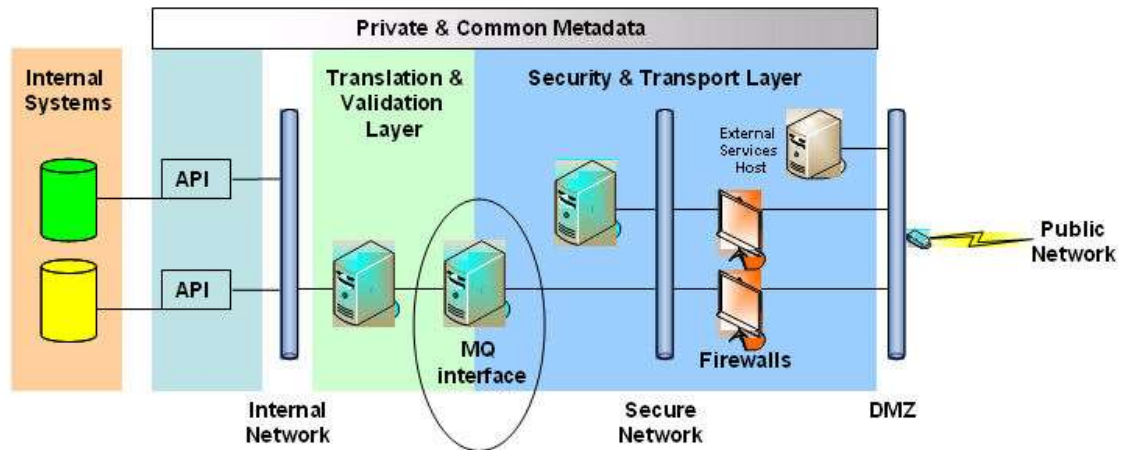 Private & Common Metadata
Internal
Systems
Translation &
Validation
Layer
Security & Transport Layer
External
Services
Host
API
API
MQ
interface
Firewalls
Public
Network
Internal
Network
Secure
Network
DMZ